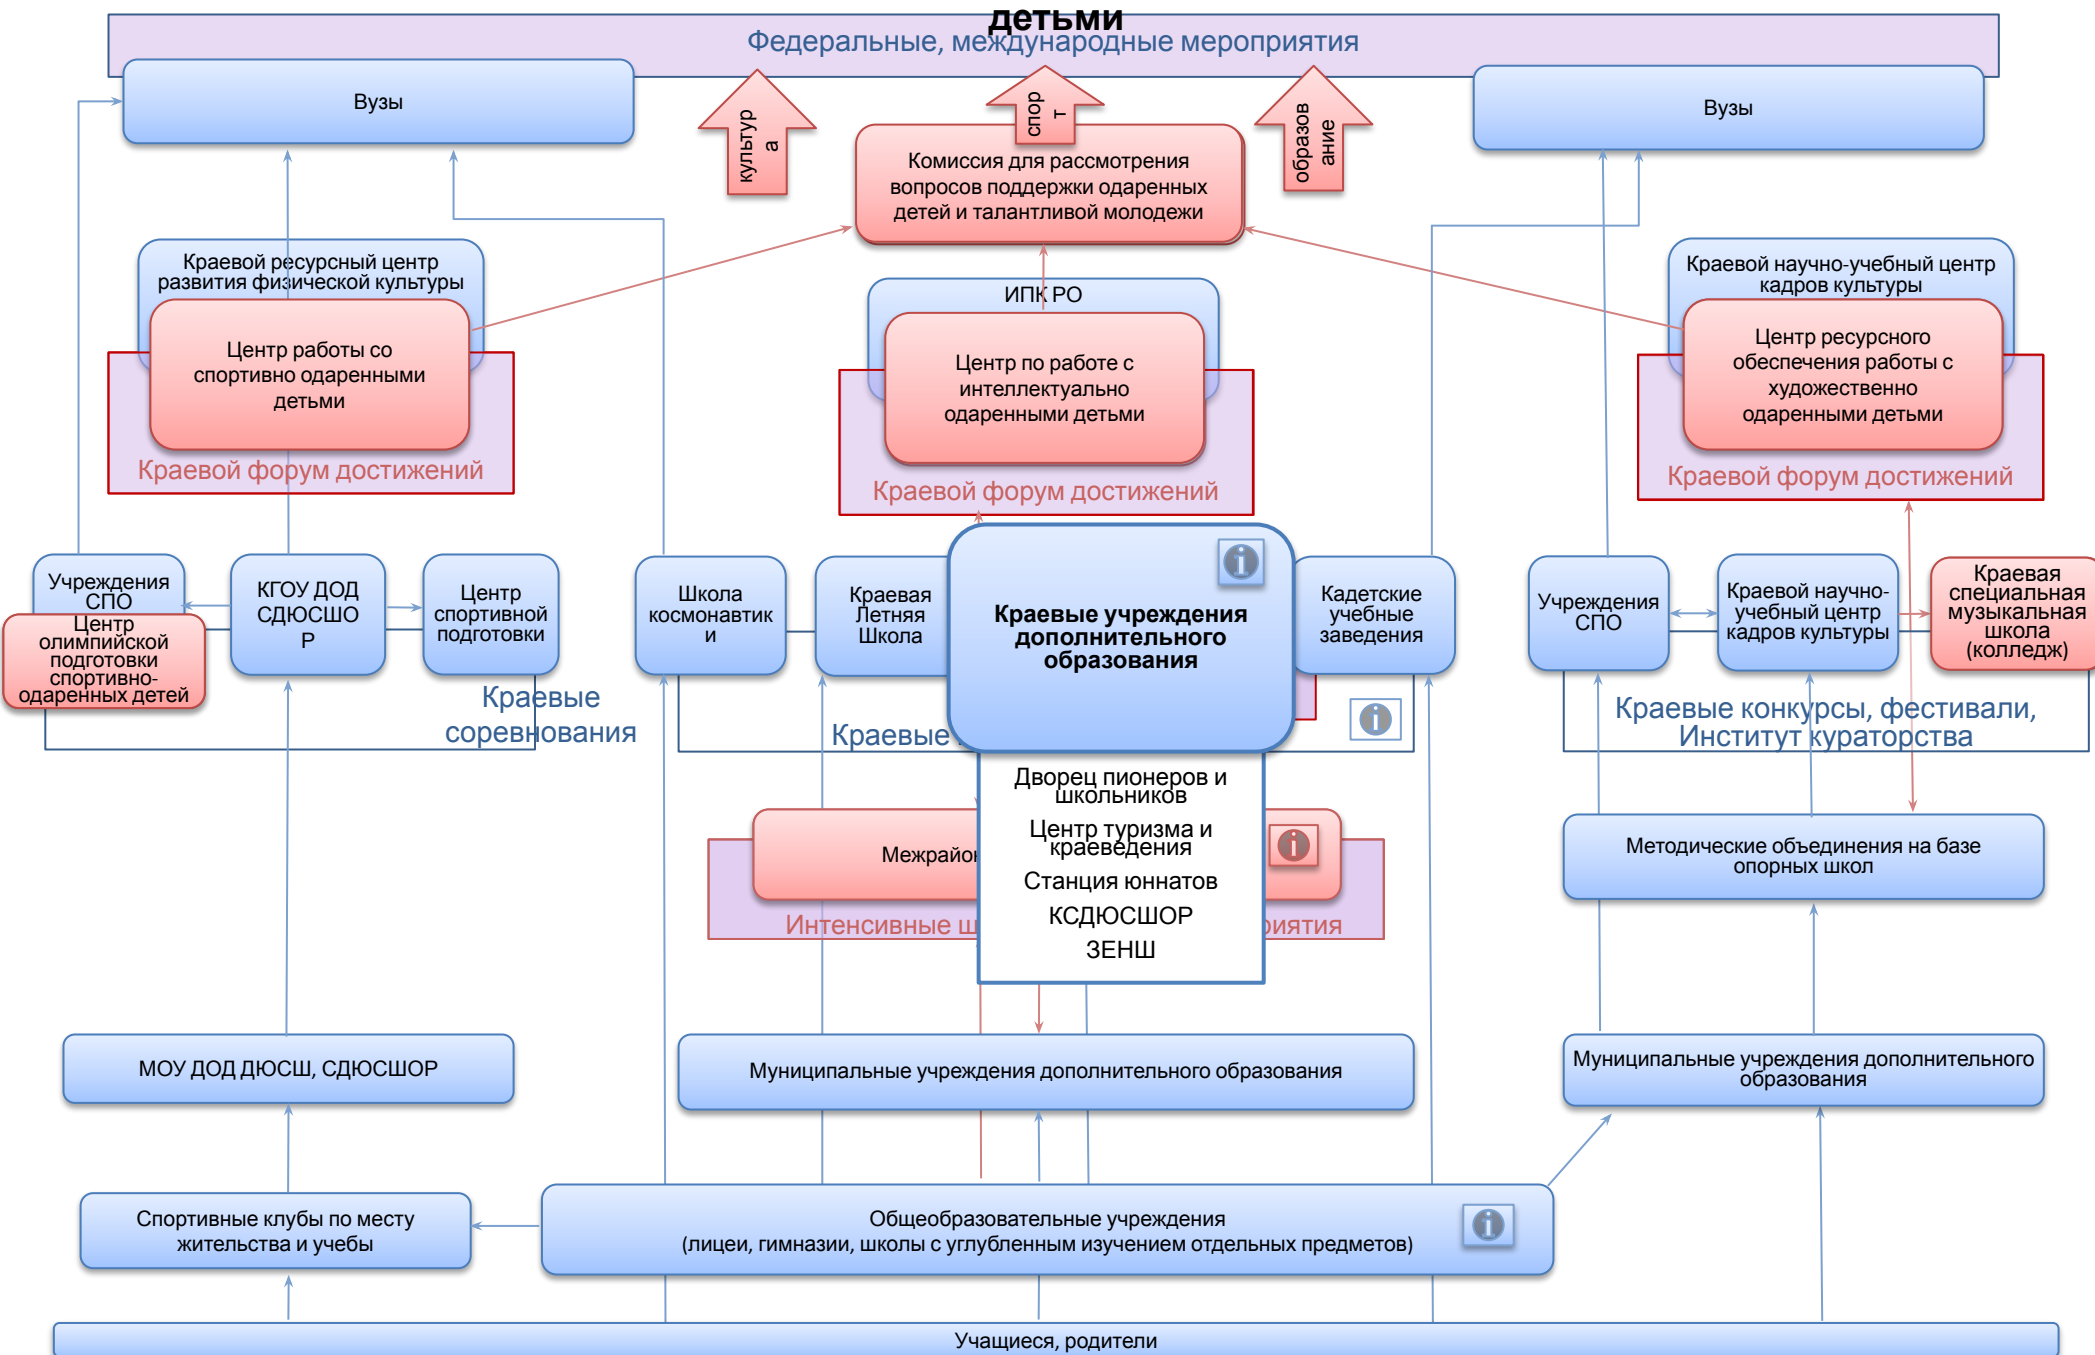 детьми
Федеральные, международные мероприятия
Вузы
Вузы
культур
а
спор
т
образов
ание
Комиссия для рассмотрения
вопросов поддержки одаренных
детей и талантливой молодежи
Краевой ресурсный центр
развития физической культуры
Центр работы со
спортивно одаренными
детьми
Краевой форум достижений
ИПК РО
Центр по работе с
интеллектуально
одаренными детьми
Краевой форум достижений
Краевой научно-учебный центр
кадров культуры
Центр ресурсного
обеспечения работы с
художественно
одаренными детьми
Краевой форум достижений
Учреждения
СПО
Центр
олимпийской
подготовки
спортивно-
одаренных детей
КГОУ ДОД
СДЮСШО
Р
Центр
спортивной
подготовки
Краевые
соревнования
Школа
космонавтик
и
Краевая
Летняя
Школа
Краевые учреждения
дополнительного
образования
Кадетские
учебные
заведения
Краевые
Учреждения
СПО
Краевой научно-
учебный центр
кадров культуры
Краевая
специальная
музыкальная
школа
(колледж)
Краевые конкурсы, фестивали,
Институт кураторства
Дворец пионеров и
школьников
Центр туризма и
краеведения
Станция юннатов
КСДЮСШОР
ЗЕНШ
Межрайон
Интенсивные ш
риятия
Методические объединения на базе
опорных школ
МОУ ДОД ДЮСШ, СДЮСШОР
Муниципальные учреждения дополнительного образования
Муниципальные учреждения дополнительного
образования
Спортивные клубы по месту
жительства и учебы
Общеобразовательные учреждения
(лицеи, гимназии, школы с углубленным изучением отдельных предметов)
Учащиеся, родители